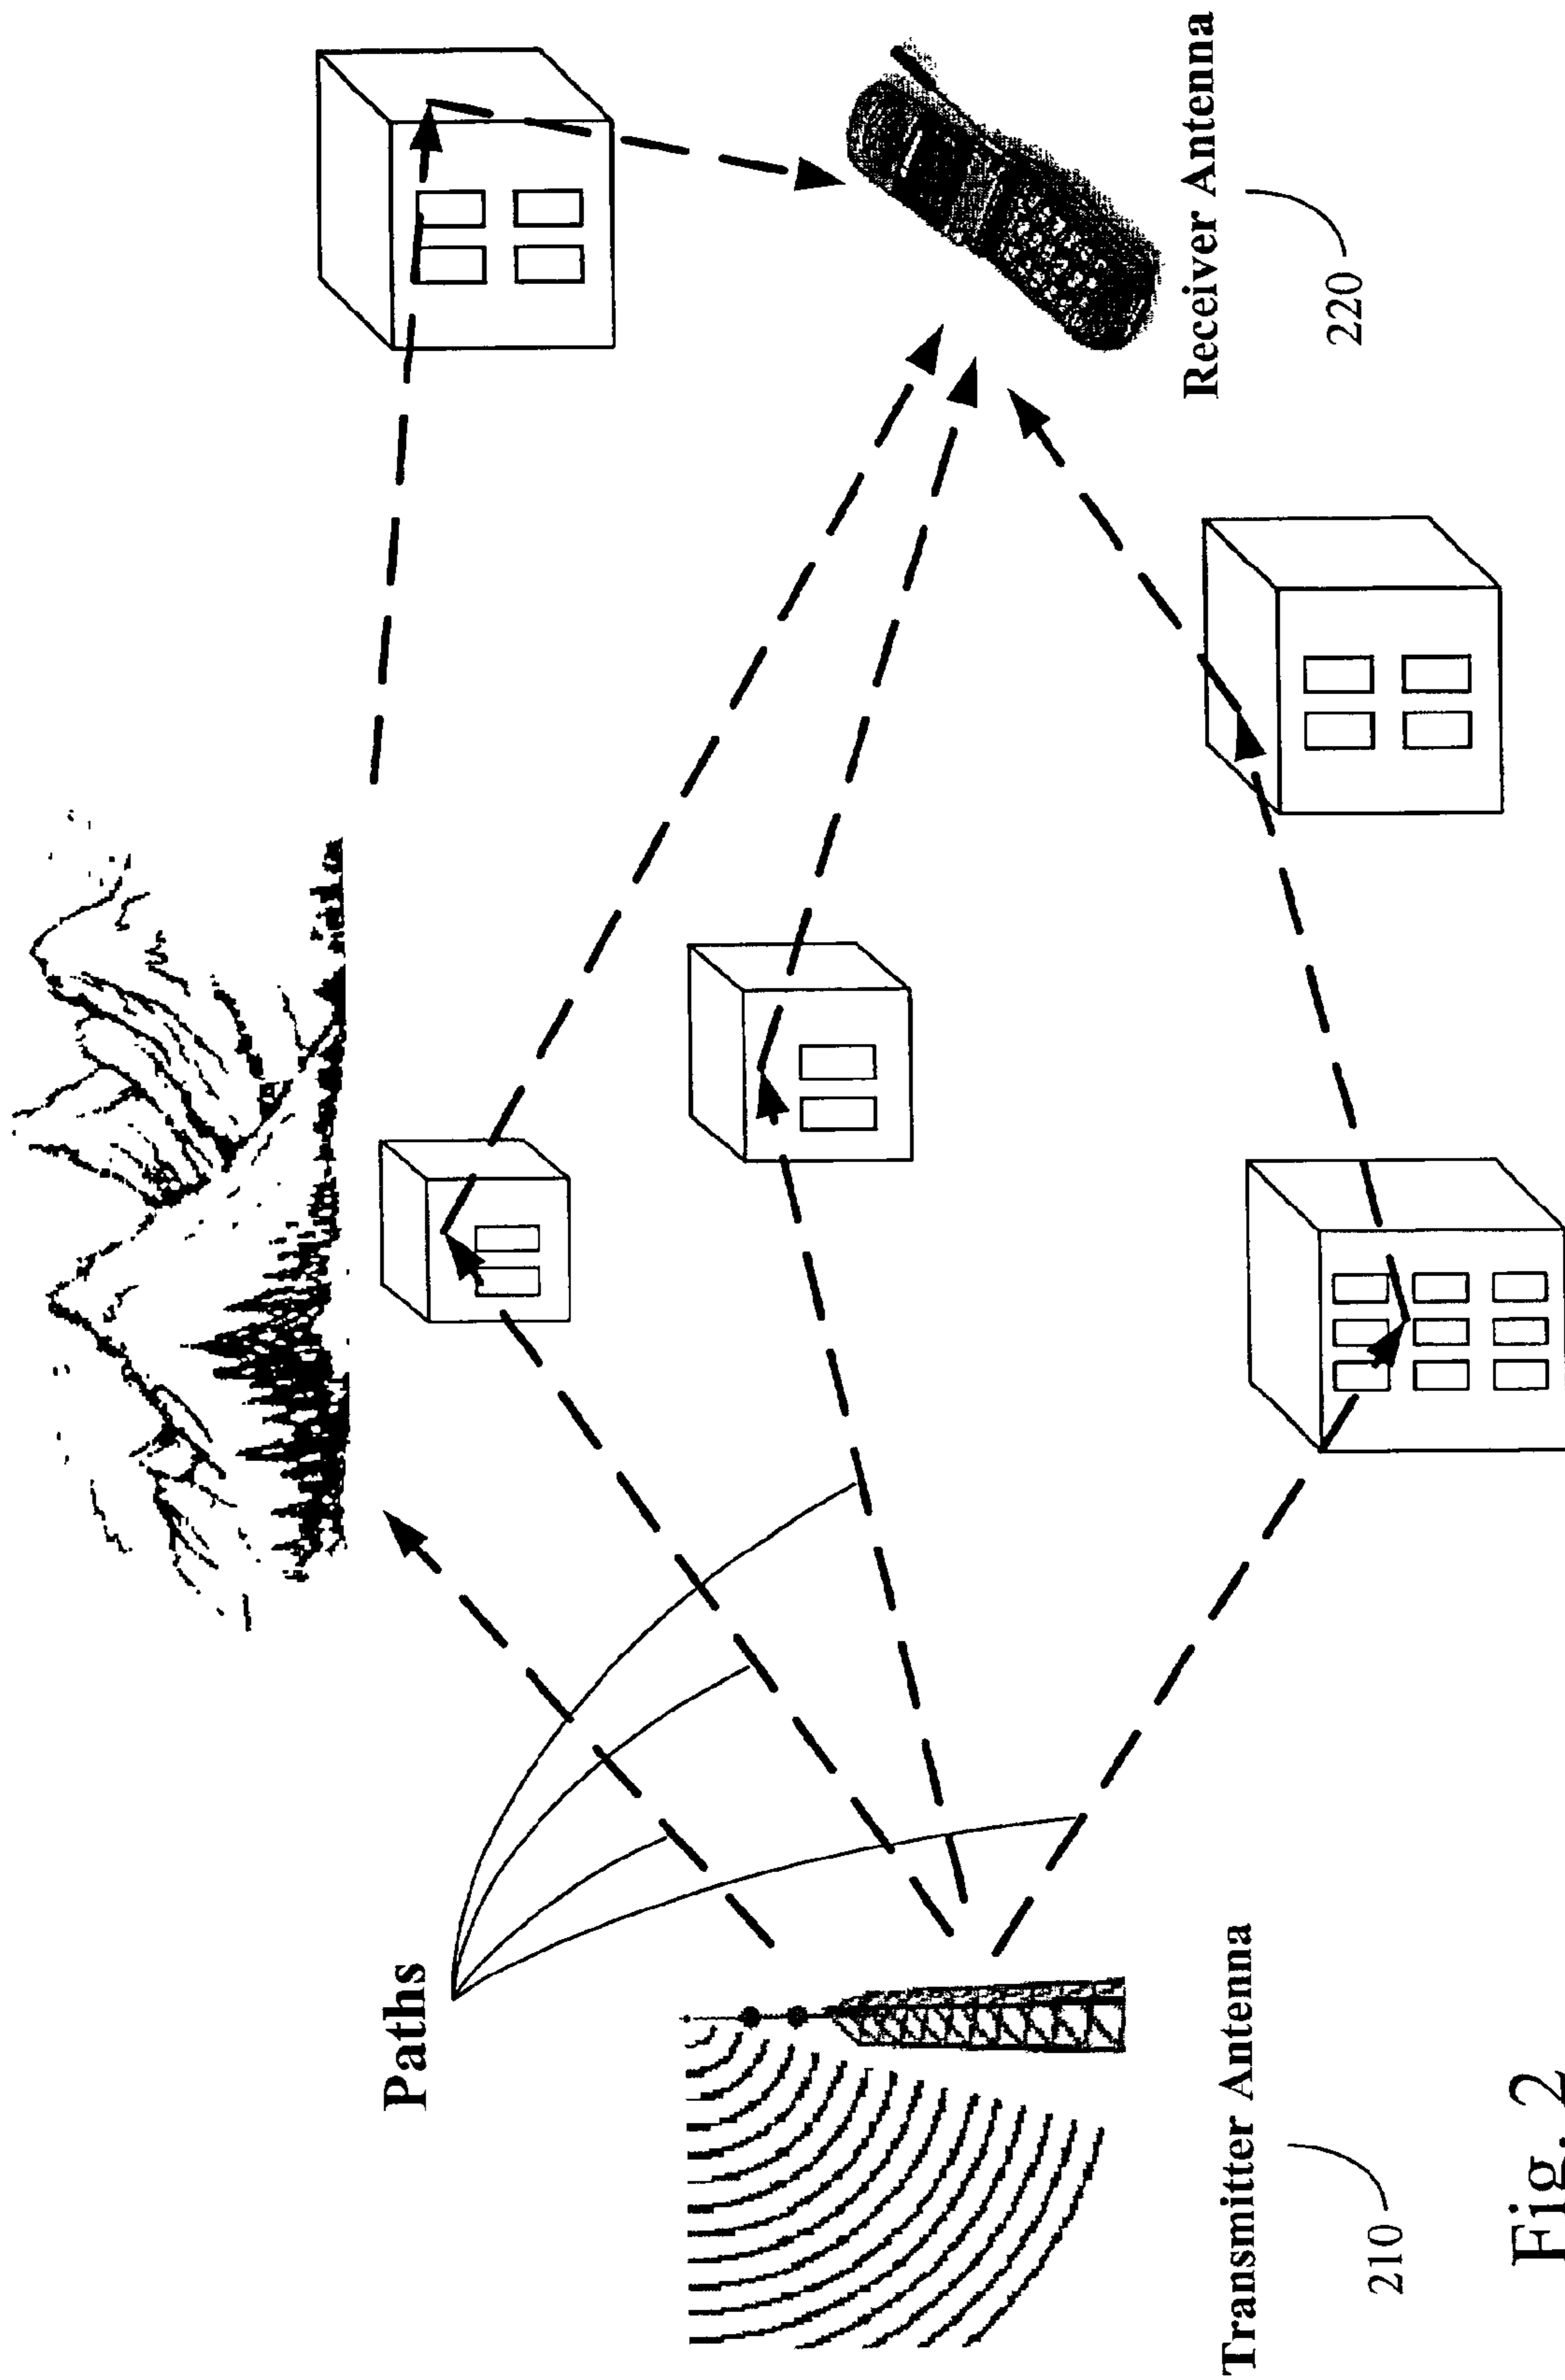 Paths
Transmitter Antenna
210
Receiver Antenna
220
Fig. 2